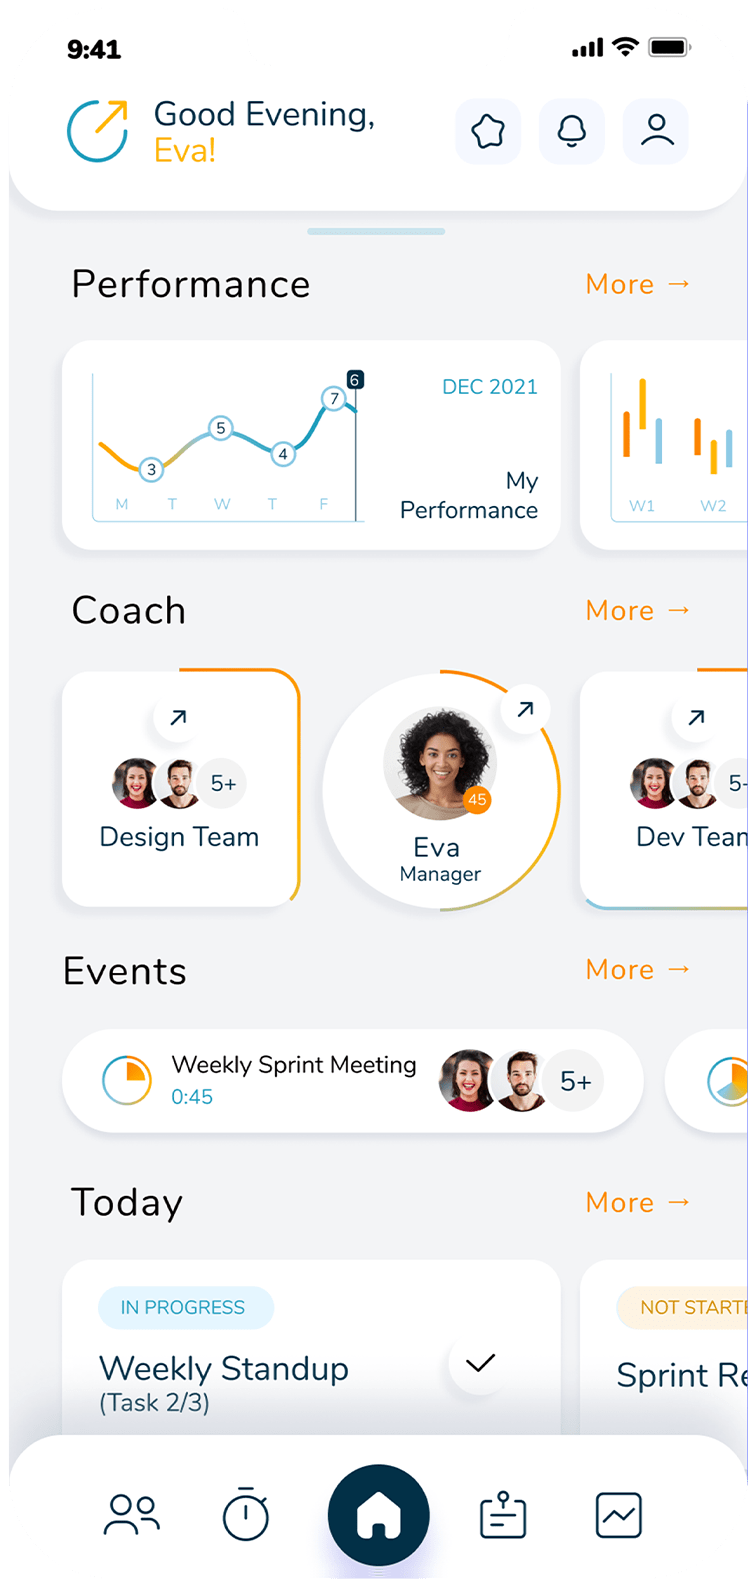 9:41
Good Evening,
Eva!
Performance
More →
6
7
5
4
3
M T W T F
DEC 2021
My
Performance
W1 W2
Coach
More →
5+
Design Team
45
Eva
Manager
5
Dev Team
Events
More →
Weekly Sprint Meeting
0:45
5+
Today
More →
IN PROGRESS
Weekly Standup
(Task 2/3)
NOT STARTE
Sprint Re